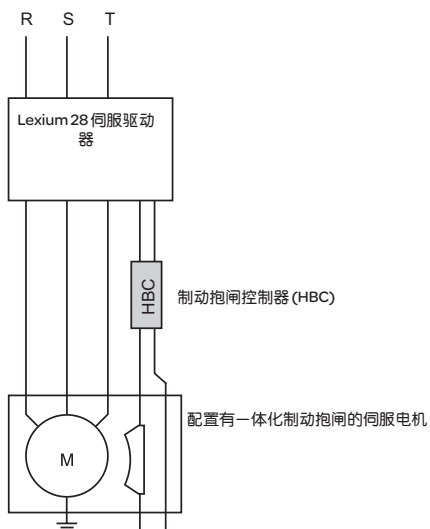 R S T
Lexium 28 伺服驱动
器
HBC
制动抱闸控制器 (HBC)
配置有一体化制动抱闸的伺服电机
M